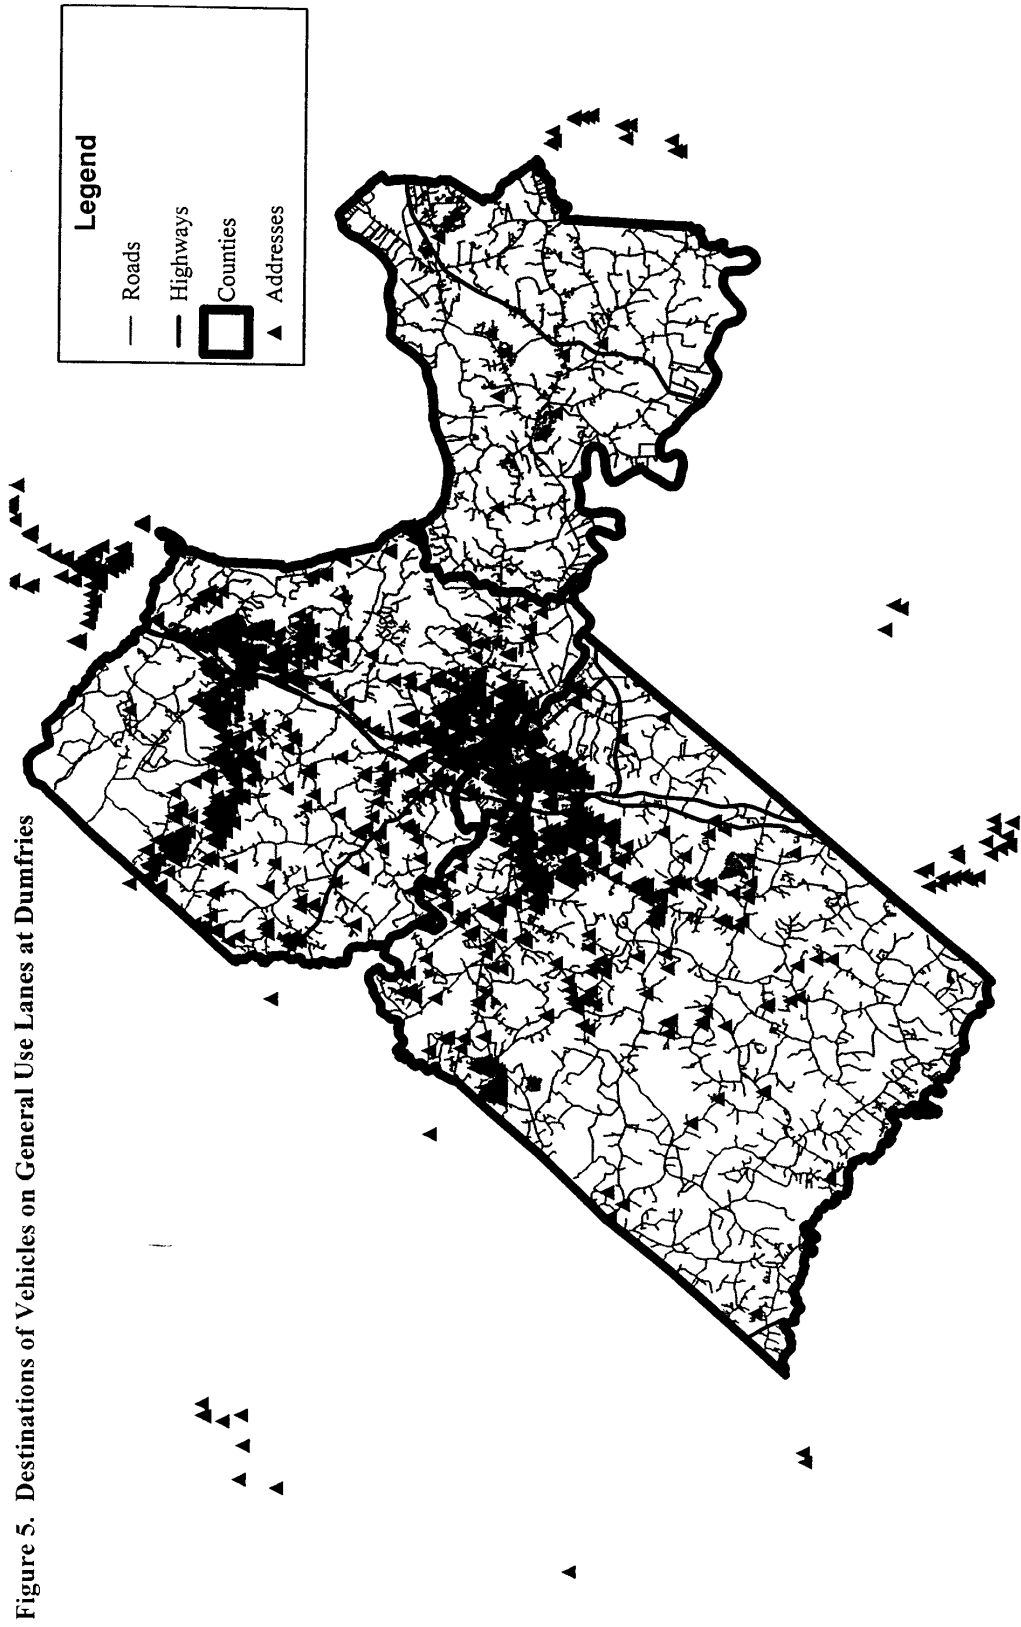 Figure 5. Destinations of Vehicles on General Use Lanes at Dumfries
Legend
Roads
Highways
Counties
Addresses